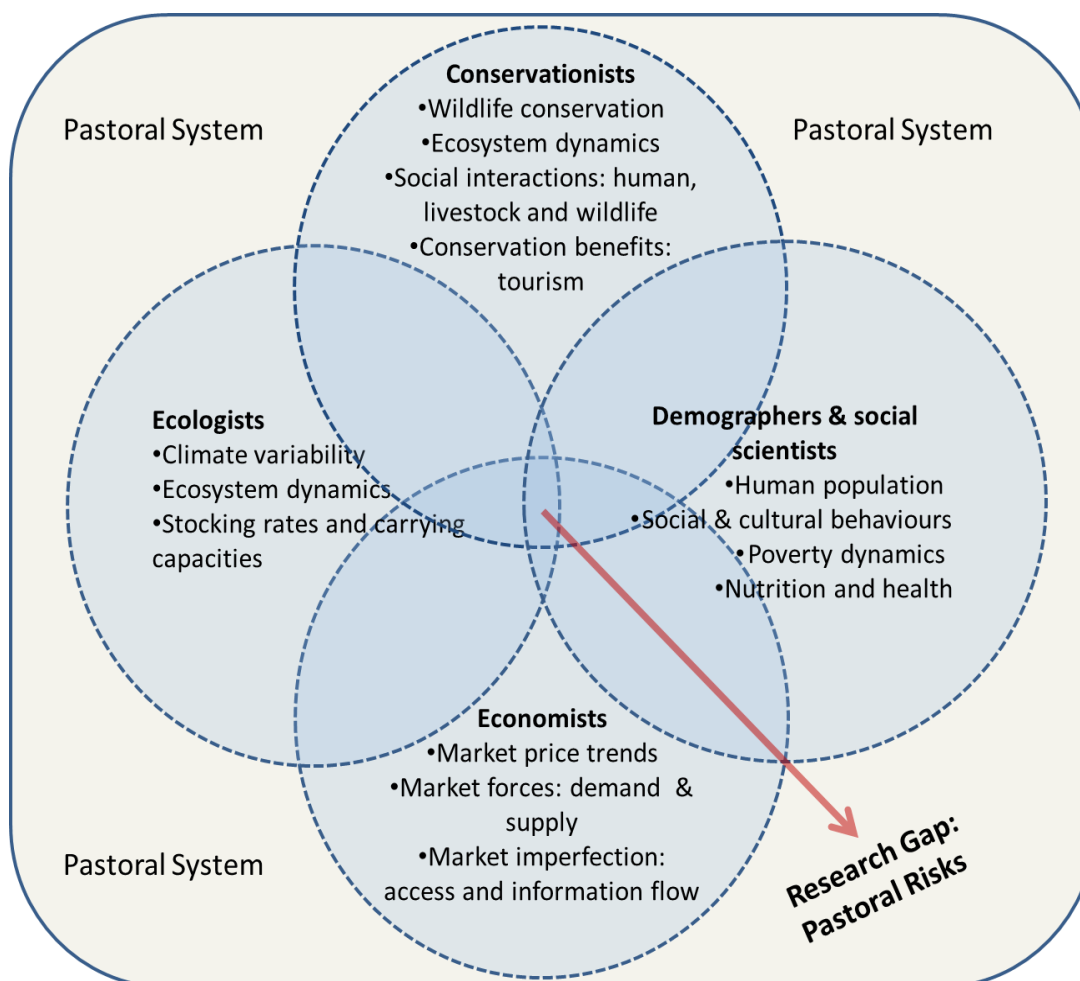 Conservationists
•Wildlife conservation
•Ecosystem dynamics
•Social interactions: human,
livestock and wildlife
•Conservation benefits:
tourism
Pastoral System
Pastoral System
Ecologists
•Climate variability
•Ecosystem dynamics
•Stocking rates and carrying
capacities
Demographers & social
scientists
•Human population
•Social & cultural behaviours
•Poverty dynamics
•Nutrition and health
Economists
•Market price trends
•Market forces: demand &
supply
•Market imperfection:
access and information flow
Pastoral System
Research Gap:
Pastoral Risks